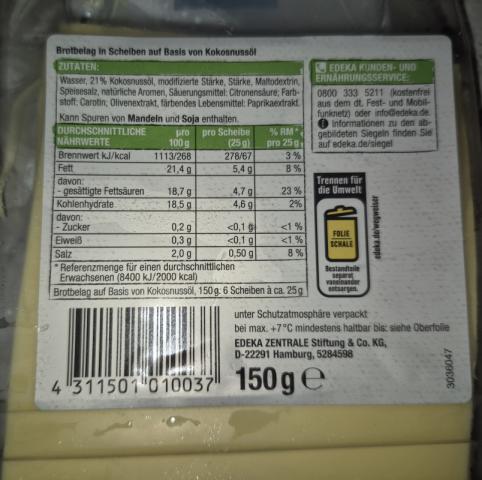 Brotbelag in Scheiben auf Basis von Kokosnussöl
ZUTATEN:
Wasser, 21% Kokosnussöl, modifizierte Stärke, Stärke, Maltodextrin,
Speisesalz, natürliche Aromen, Säuerungsmittel: Citronensäure; Farb-
stoff: Carotin; Olivenextrakt, färbendes Lebensmittel: Paprikaextrakt.
Kann Spuren von Mandeln und Soja enthalten.
DURCHSCHNITTLICHE NÄHRWERTE pro 100 g pro Scheibe (25 g) % RM* pro 25 g
Brennwert kJ/kcal 1113/268 278/67 3 %
Fett 21,4 g 5,4 g 8 %
davon:
- gesättigte Fettsäuren 18,7 g 4,7 g 23 %
Kohlenhydrate 18,5 g 4,6 g 2%
davon:
- Zucker 0,2 g <0,1 g <1 %
Eiweiß 0,3 g <0,1 g <1 %
Salz 2,0 g 0,50 g 8 %
* Referenzmenge für einen durchschnittlichen
Erwachsenen (8400 kJ/2000 kcal)
Brotbelag auf Basis von Kokosnussöl, 150g: 6 Scheiben à ca. 25 g
EDEKA KUNDEN- UND
ERNÄHRUNGSSERVICE:
0800 333 5211 (kostenfrei
aus dem dt. Fest- und Mobil-
funknetz) oder info@edeka.de.
Informationen zu den ab-
gebildeten Siegeln finden Sie
auf edeka.de/siegel
Trennen für
die Umwelt
FOLIE
SCHALE
Bestandteile
separat
voneinander
entsorgen.
edeka.de/wegweiser
unter Schutzatmosphäre verpackt
bei max. +7°C mindestens haltbar bis: siehe Oberfolie
EDEKA ZENTRALE Stiftung & Co. KG,
D-22291 Hamburg, 5284598
150 g e
4 311501 010037
3036047